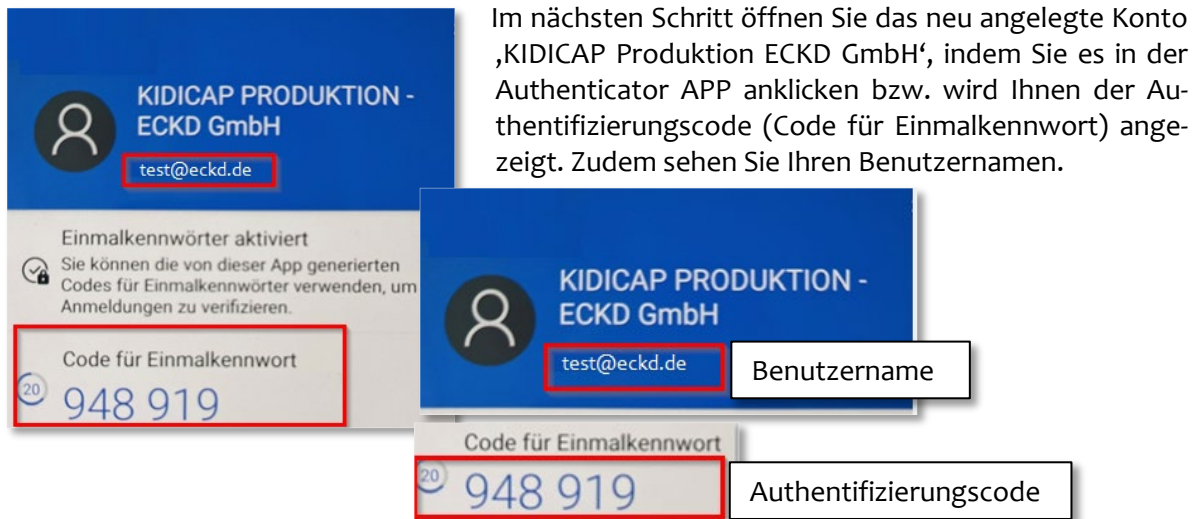 Im nächsten Schritt öffnen Sie das neu angelegte Konto
‚KIDICAP Produktion ECKD GmbH‘, indem Sie es in der
Authenticator APP anklicken bzw. wird Ihnen der Au-
thentifizierungscode (Code für Einmalkennwort) ange-
zeigt. Zudem sehen Sie Ihren Benutzernamen.
KIDICAP PRODUKTION -
ECKD GmbH
test@eckd.de
Einmalkennwörter aktiviert
Sie können die von dieser App generierten
Codes für Einmalkennwörter verwenden, um
Anmeldungen zu verifizieren.
Code für Einmalkennwort
20 948 919
KIDICAP PRODUKTION -
ECKD GmbH
test@eckd.de
Benutzername
Code für Einmalkennwort
20 948 919
Authentifizierungscode